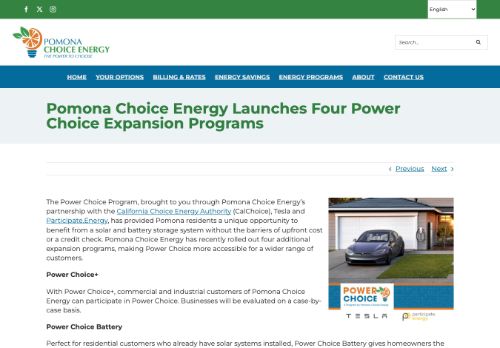 English
POMONA
CHOICE ENERGY
THE POWER TO CHOOSE
Search...
HOME YOUR OPTIONS BILLING & RATES ENERGY SAVINGS ENERGY PROGRAMS ABOUT CONTACT US
Pomona Choice Energy Launches Four Power
Choice Expansion Programs
Previous Next
The Power Choice Program, brought to you through Pomona Choice Energy's
partnership with the California Choice Energy Authority (CalChoice), Tesla and
Participate.Energy, has provided Pomona residents a unique opportunity to
benefit from a solar and battery storage system without the barriers of upfront cost
or a credit check. Pomona Choice Energy has recently rolled out four additional
expansion programs, making Power Choice more accessible for a wider range of
customers.
POWER
CHOICE
TESLA
participate
energy
Power Choice+
With Power Choice+, commercial and industrial customers of Pomona Choice
Energy can participate in Power Choice. Businesses will be evaluated on a case-by-
case basis.
Power Choice Battery
Perfect for residential customers who already have solar systems installed, Power Choice Battery gives homeowners the